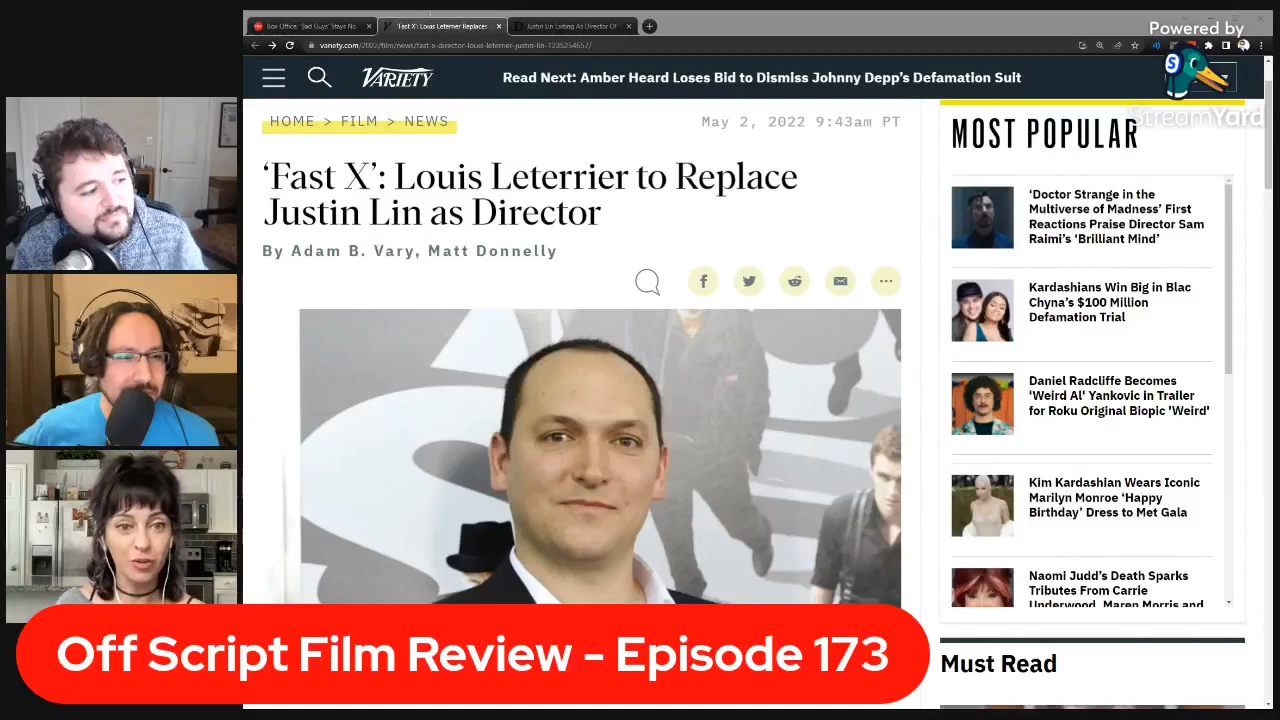 Box Office: 'Bad Guys' Stays No
'Fast X': Louis Leterrier Replaces
Justin Lin Exiting As Director Of
variety.com/2022/film/news/fast-x-director-louis-leterrier-justin-lin-1235254657/
Powered by
StreamYard
VARIETY
Read Next: Amber Heard Loses Bid to Dismiss Johnny Depp's Defamation Suit
HOME > FILM > NEWS
May 2, 2022 9:43am PT
'Fast X': Louis Leterrier to Replace
Justin Lin as Director
By Adam B. Vary, Matt Donnelly
MOST POPULAR
'Doctor Strange in the
Multiverse of Madness' First
Reactions Praise Director Sam
Raimi's 'Brilliant Mind'
Kardashians Win Big in Blac
Chyna's $100 Million
Defamation Trial
Daniel Radcliffe Becomes
'Weird Al' Yankovic in Trailer
for Roku Original Biopic 'Weird'
Kim Kardashian Wears Iconic
Marilyn Monroe 'Happy
Birthday' Dress to Met Gala
Naomi Judd's Death Sparks
Tributes From Carrie
Underwood, Maren Morris and
Must Read
Off Script Film Review - Episode 173